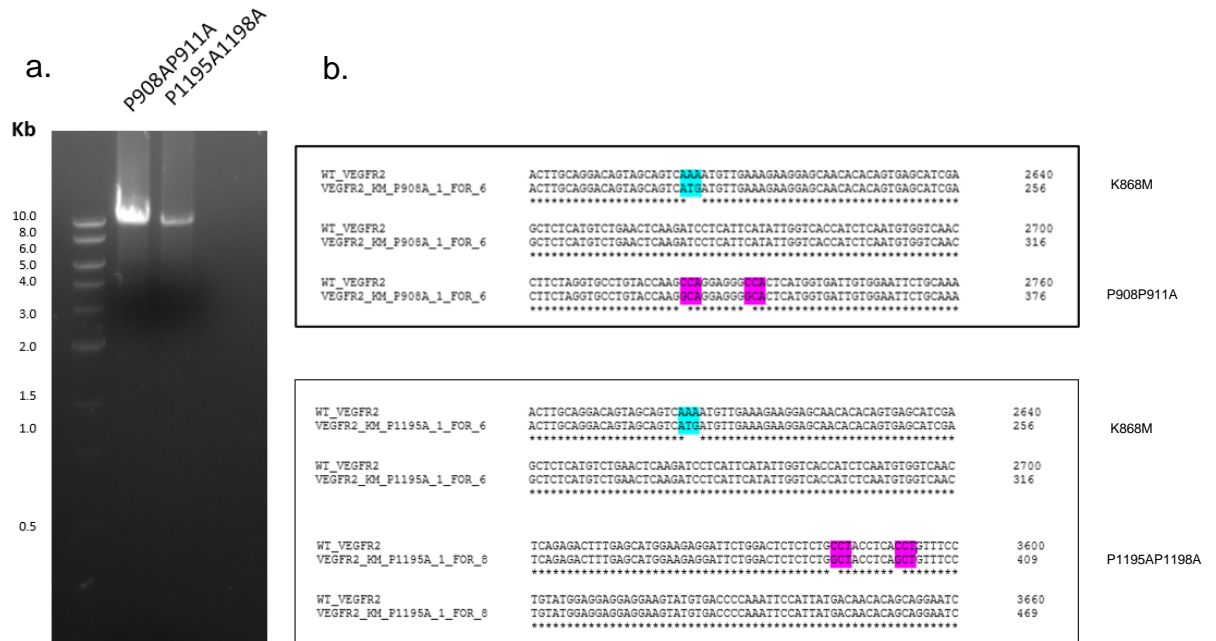 a.
P908AP911A
P1195A1198A
Kb
10.0
8.0
6.0
5.0
4.0
3.0
2.0
1.5
1.0
0.5
b.
WT_VEGFR2 ACTTGCAGGACAGTAGCAGTCAAAATGTTGAAAGAAGGAGCAACACACAGTGAGCATCGA 2640
VEGFR2_KM_P908A_1_FOR_6 ACTTGCAGGACAGTAGCAGTCATGATGTTGAAAGAAGGAGCAACACACAGTGAGCATCGA 256
********************* *************************************
K868M
WT_VEGFR2 GCTCTCATGTCTGAACTCAAGATCCTCATTCATATTGGTCACCATCTCAATGTGGTCAAC 2700
VEGFR2_KM_P908A_1_FOR_6 GCTCTCATGTCTGAACTCAAGATCCTCATTCATATTGGTCACCATCTCAATGTGGTCAAC 316
************************************************************
WT_VEGFR2 CTTCTAGGTGCCTGTACCAAGCCAGGAGGGCCACTCATGGTGATTGTGGAATTCTGCAAA 2760
VEGFR2_KM_P908A_1_FOR_6 CTTCTAGGTGCCTGTACCAAGGCAGGAGGGGCACTCATGGTGATTGTGGAATTCTGCAAA 376
********************* ******** *****************************
P908P911A
WT_VEGFR2 ACTTGCAGGACAGTAGCAGTCAAAATGTTGAAAGAAGGAGCAACACACAGTGAGCATCGA 2640
VEGFR2_KM_P1195A_1_FOR_6 ACTTGCAGGACAGTAGCAGTCATGATGTTGAAAGAAGGAGCAACACACAGTGAGCATCGA 256
********************* *************************************
K868M
WT_VEGFR2 GCTCTCATGTCTGAACTCAAGATCCTCATTCATATTGGTCACCATCTCAATGTGGTCAAC 2700
VEGFR2_KM_P1195A_1_FOR_6 GCTCTCATGTCTGAACTCAAGATCCTCATTCATATTGGTCACCATCTCAATGTGGTCAAC 316
************************************************************
WT_VEGFR2 TCAGAGACTTTGAGCATGGAAGAGGATTCTGGACTCTCTCTGCCTACCTCACCTGTTTCC 3600
VEGFR2_KM_P1195A_1_FOR_8 TCAGAGACTTTGAGCATGGAAGAGGATTCTGGACTCTCTCTGGCTACCTCAGCTGTTTCC 409
****************************************** ******** ********
P1195AP1198A
WT_VEGFR2 TGTATGGAGGAGGAGGAAGTATGTGACCCCAAATTCCATTATGACAACACAGCAGGAATC 3660
VEGFR2_KM_P1195A_1_FOR_8 TGTATGGAGGAGGAGGAAGTATGTGACCCCAAATTCCATTATGACAACACAGCAGGAATC 469
************************************************************